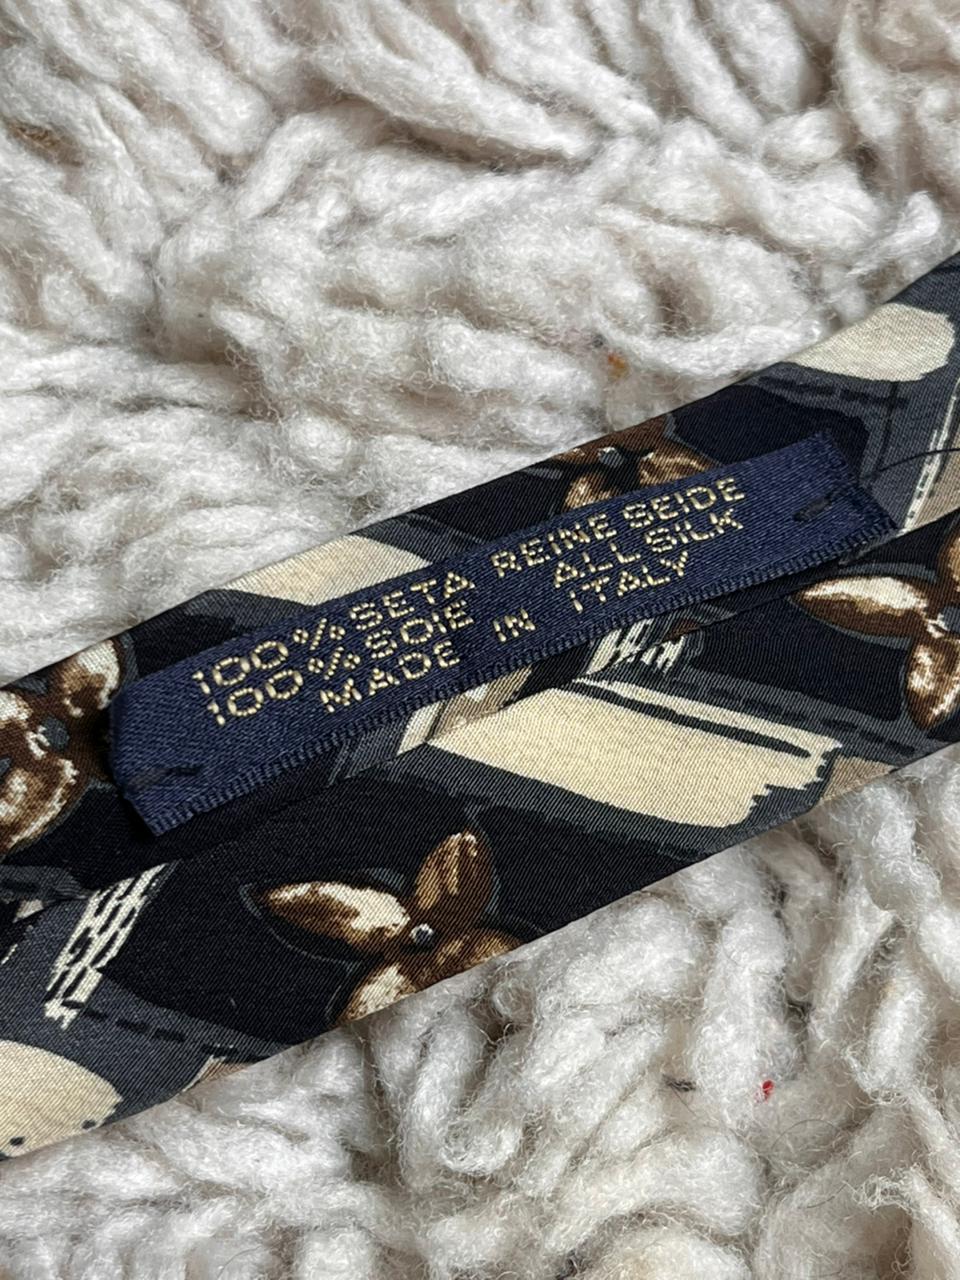 100% SETA REINE SEIDE
100% SOIE ALL SILK
MADE IN ITALY